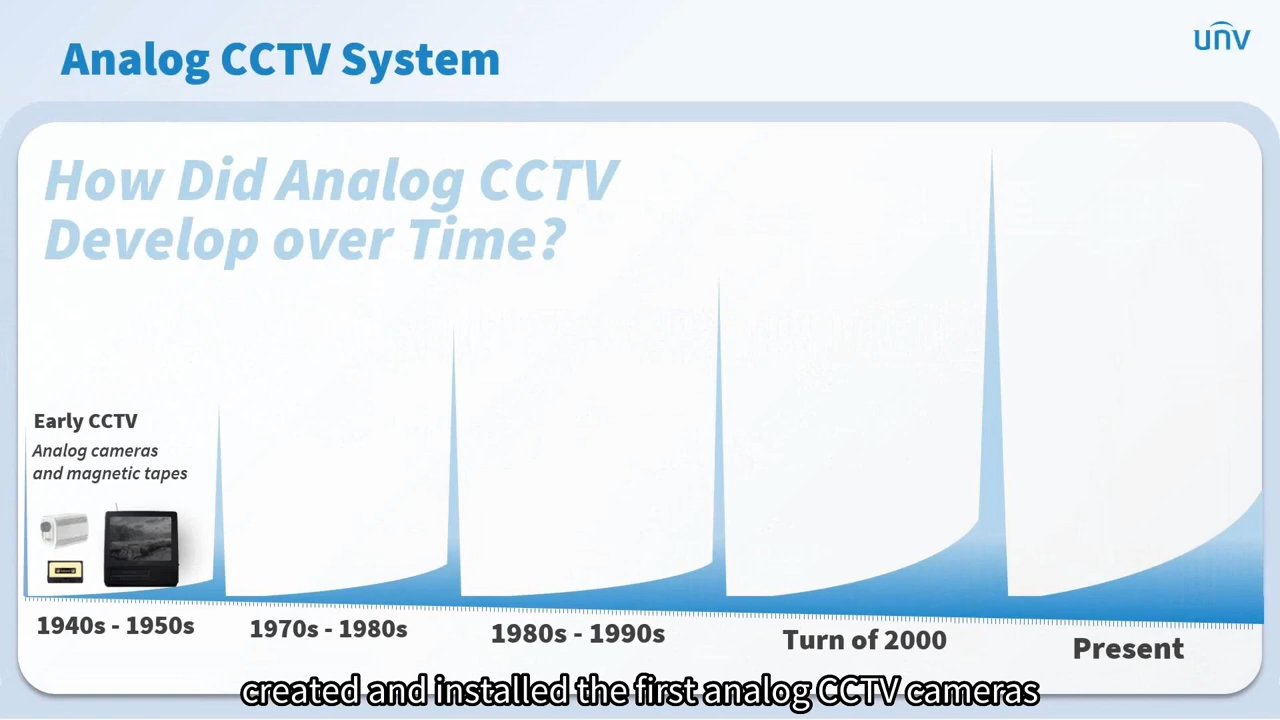 Analog CCTV System
unv
How Did Analog CCTV
Develop over Time?
Early CCTV
Analog cameras
and magnetic tapes
1940s - 1950s
1970s - 1980s
1980s - 1990s
Turn of 2000
Present
created and installed the first analog CCTV cameras